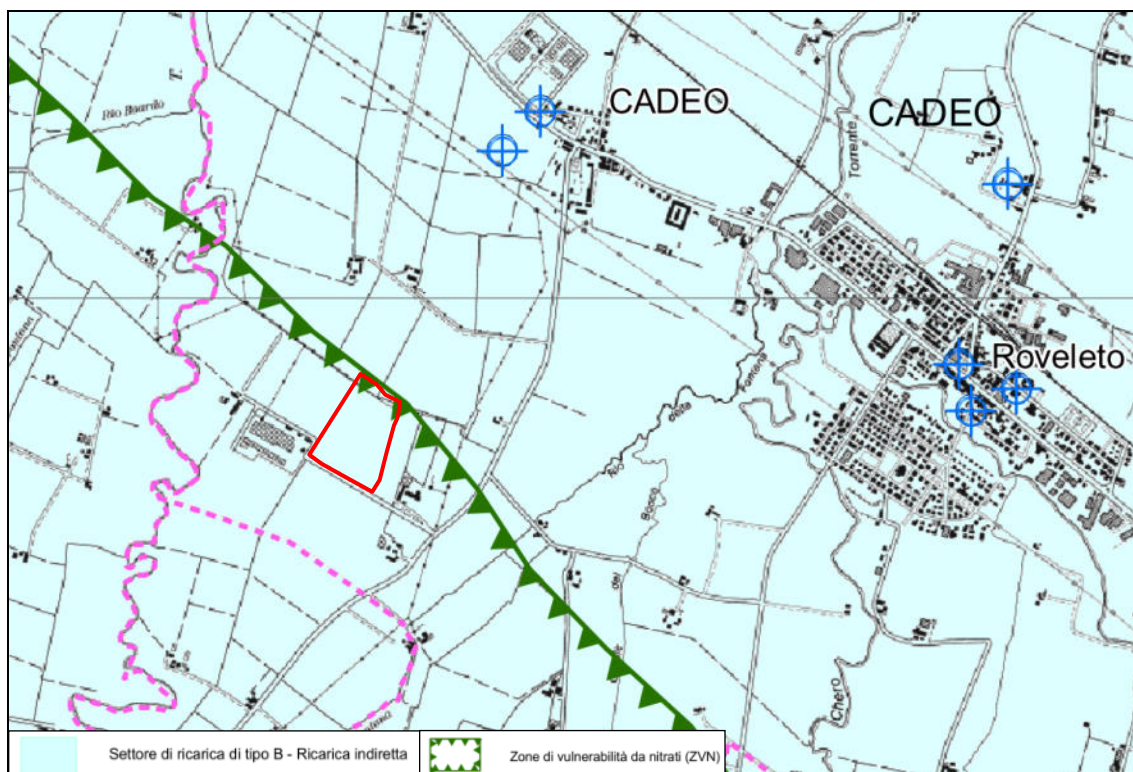 Rio Buardo
T.
CADEO
CADEO
Torrente
Roveleto
Chero
Settore di ricarica di tipo B - Ricarica indiretta
Zone di vulnerabilità da nitrati (ZVN)